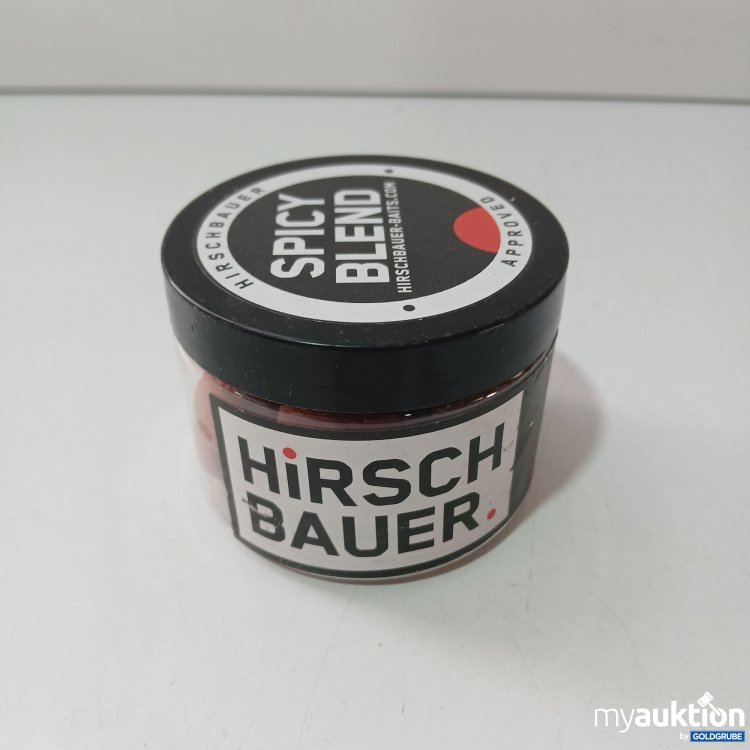 HIRSCHBAUER
SPICY
BLEND
HIRSCHBAUER-BAITS.COM
APPROVED
HiRSCH
BAUER.
myauktion
by GOLDGRUBE